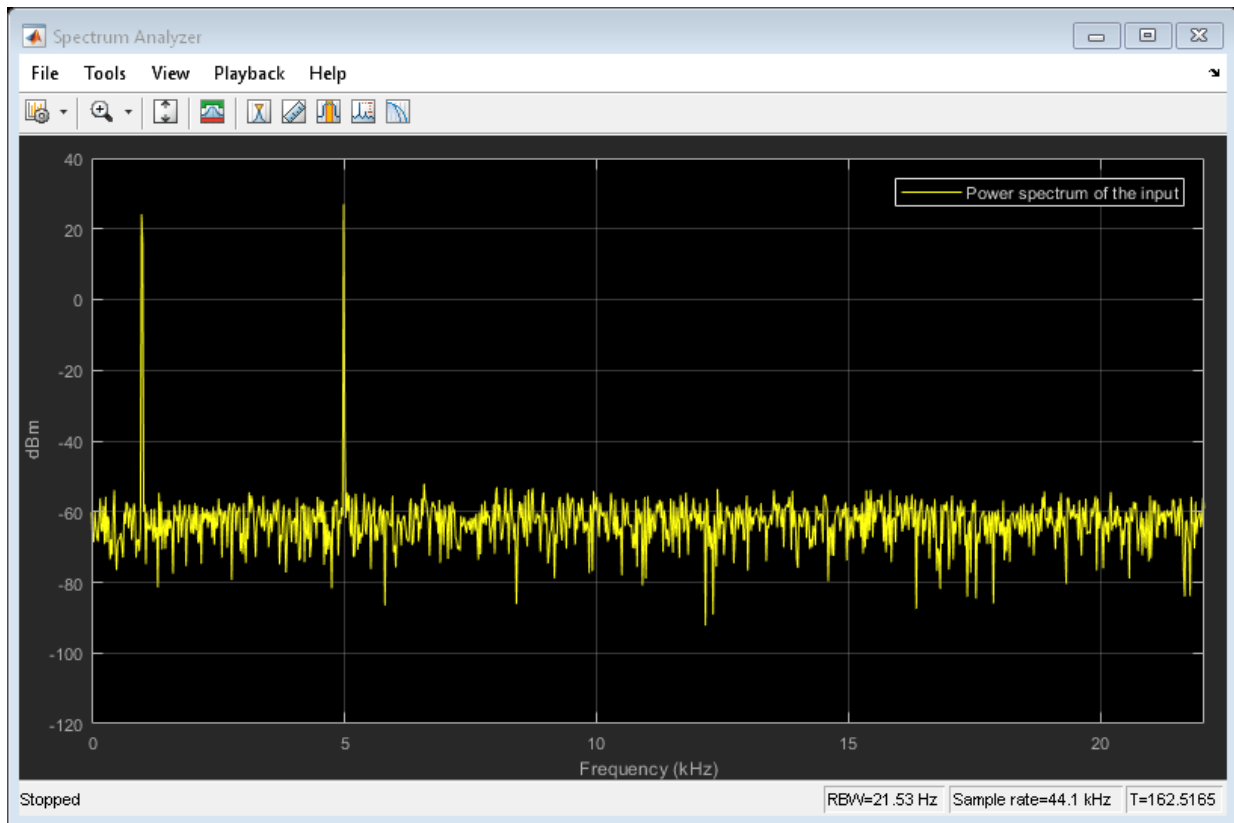 Spectrum Analyzer
File Tools View Playback Help
40
20
0
-20
-40
-60
-80
-100
-120
dBm
Power spectrum of the input
0 5 10 15 20
Frequency (kHz)
Stopped RBW=21.53 Hz Sample rate=44.1 kHz T=162.5165